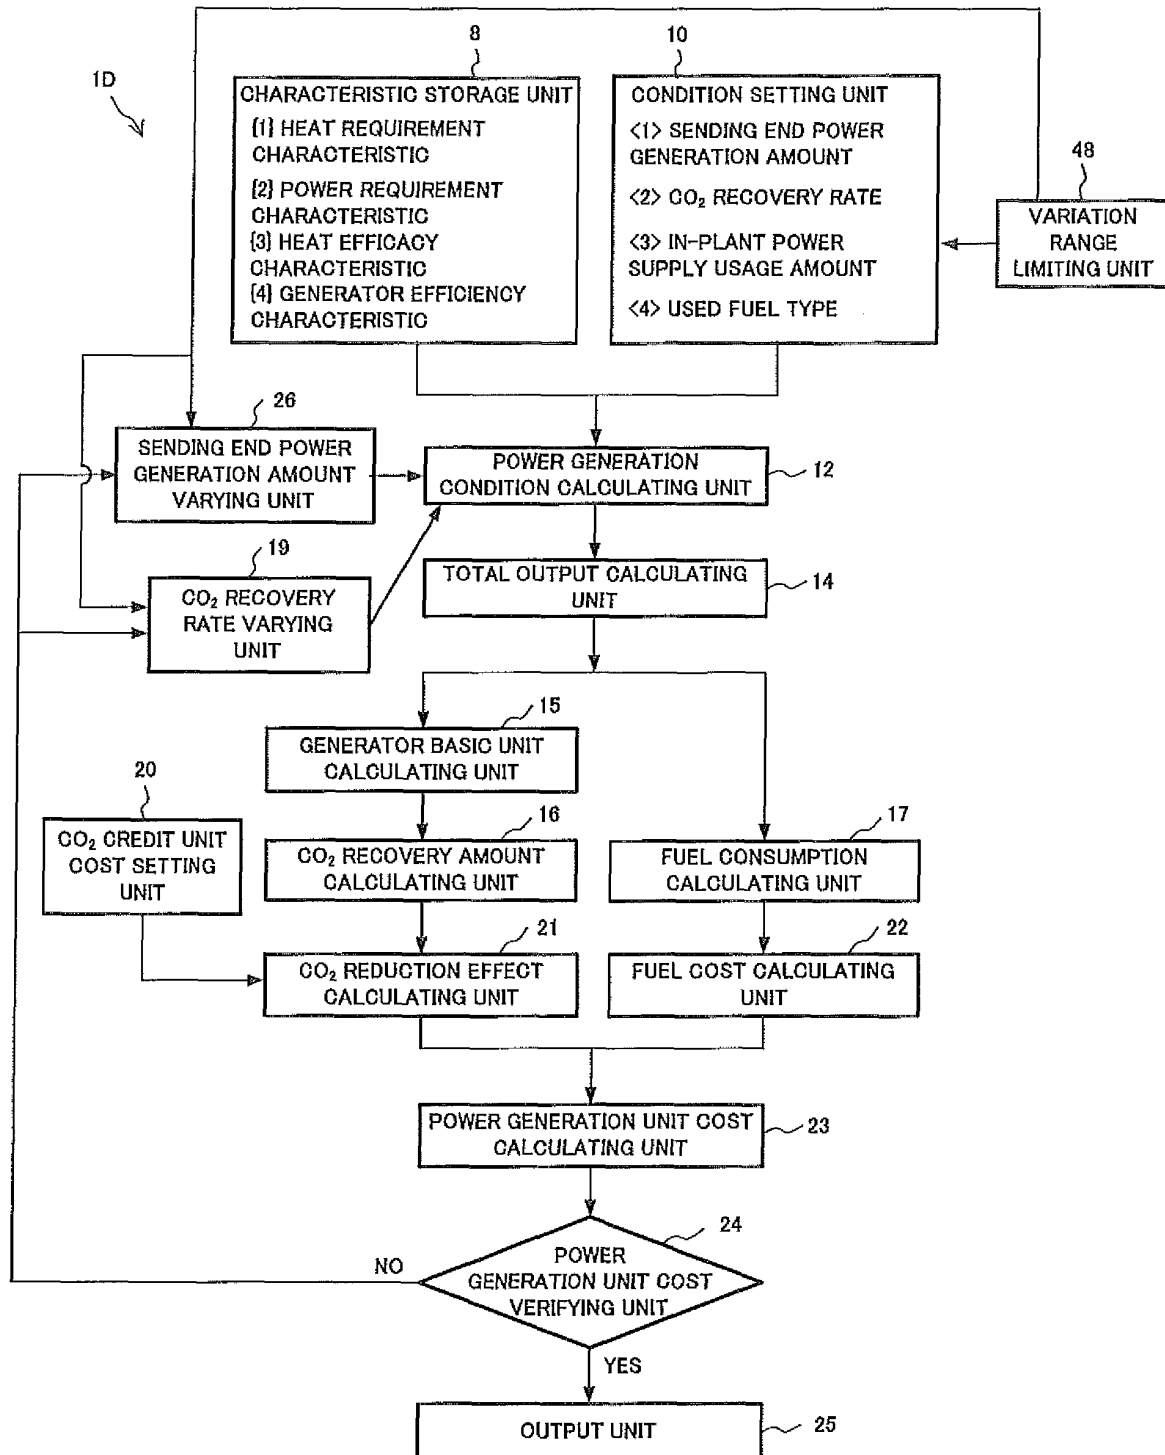 1D
8
CHARACTERISTIC STORAGE UNIT
[1] HEAT REQUIREMENT
CHARACTERISTIC
[2] POWER REQUIREMENT
CHARACTERISTIC
[3] HEAT EFFICACY
CHARACTERISTIC
[4] GENERATOR EFFICIENCY
CHARACTERISTIC
10
CONDITION SETTING UNIT
<1> SENDING END POWER
GENERATION AMOUNT
<2> CO₂ RECOVERY RATE
<3> IN-PLANT POWER
SUPPLY USAGE AMOUNT
<4> USED FUEL TYPE
48
VARIATION
RANGE
LIMITING UNIT
26
SENDING END POWER
GENERATION AMOUNT
VARYING UNIT
POWER GENERATION
CONDITION CALCULATING UNIT
12
19
CO₂ RECOVERY
RATE VARYING
UNIT
TOTAL OUTPUT CALCULATING
UNIT
14
15
GENERATOR BASIC UNIT
CALCULATING UNIT
20
CO₂ CREDIT UNIT
COST SETTING
UNIT
16
CO₂ RECOVERY AMOUNT
CALCULATING UNIT
17
FUEL CONSUMPTION
CALCULATING UNIT
21
CO₂ REDUCTION EFFECT
CALCULATING UNIT
22
FUEL COST CALCULATING
UNIT
POWER GENERATION UNIT COST
CALCULATING UNIT
23
24
POWER
GENERATION UNIT COST
VERIFYING UNIT
NO
YES
OUTPUT UNIT
25